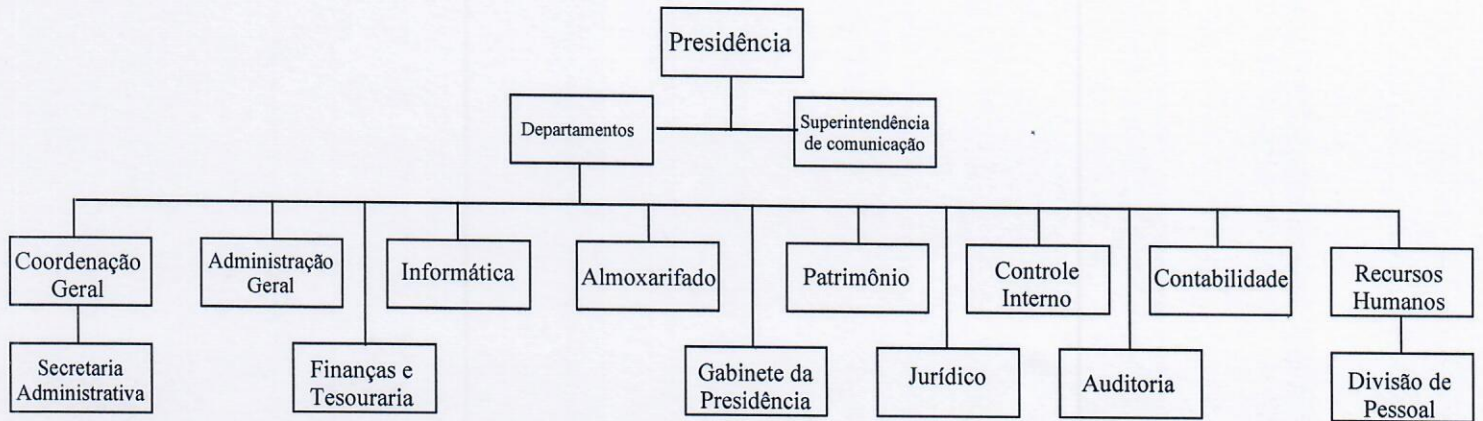 Presidência
Departamentos
Superintendência
de comunicação
Coordenação
Geral
Administração
Geral
Informática
Almoxarifado
Patrimônio
Controle
Interno
Contabilidade
Recursos
Humanos
Secretaria
Administrativa
Finanças e
Tesouraria
Gabinete da
Presidência
Jurídico
Auditoria
Divisão de
Pessoal